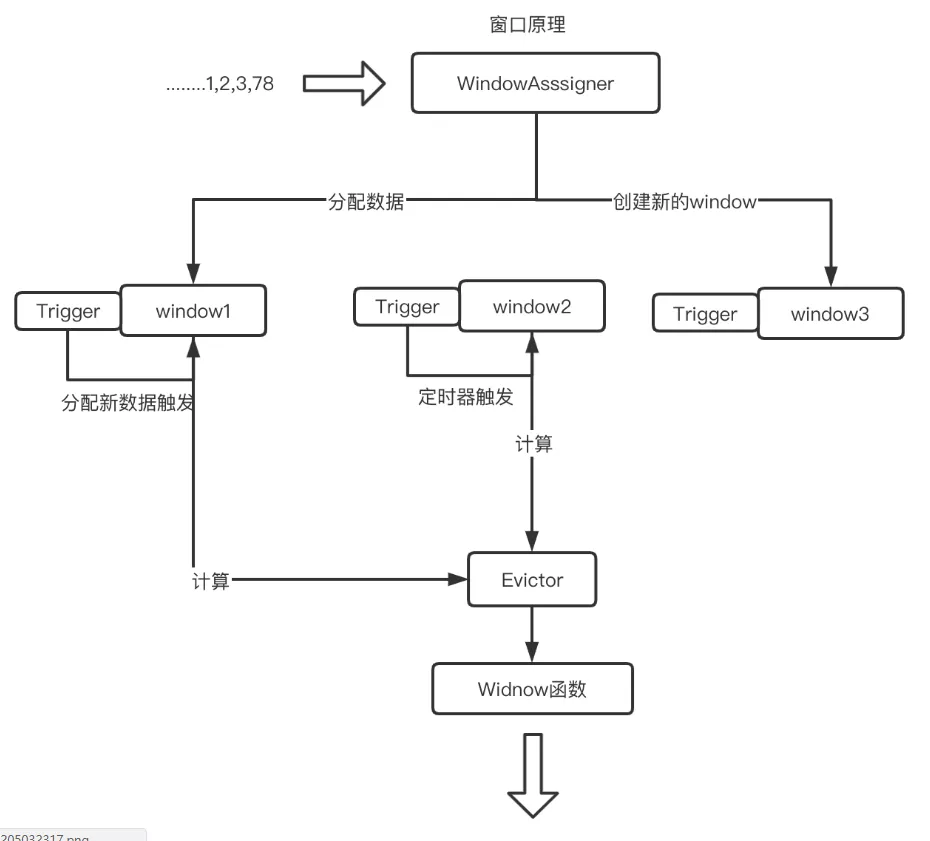 窗口原理
........1,2,3,78
WindowAsssigner
分配数据
创建新的window
Trigger
window1
Trigger
window2
Trigger
window3
分配新数据触发
定时器触发
计算
计算
Evictor
Widnow函数
205032317.png